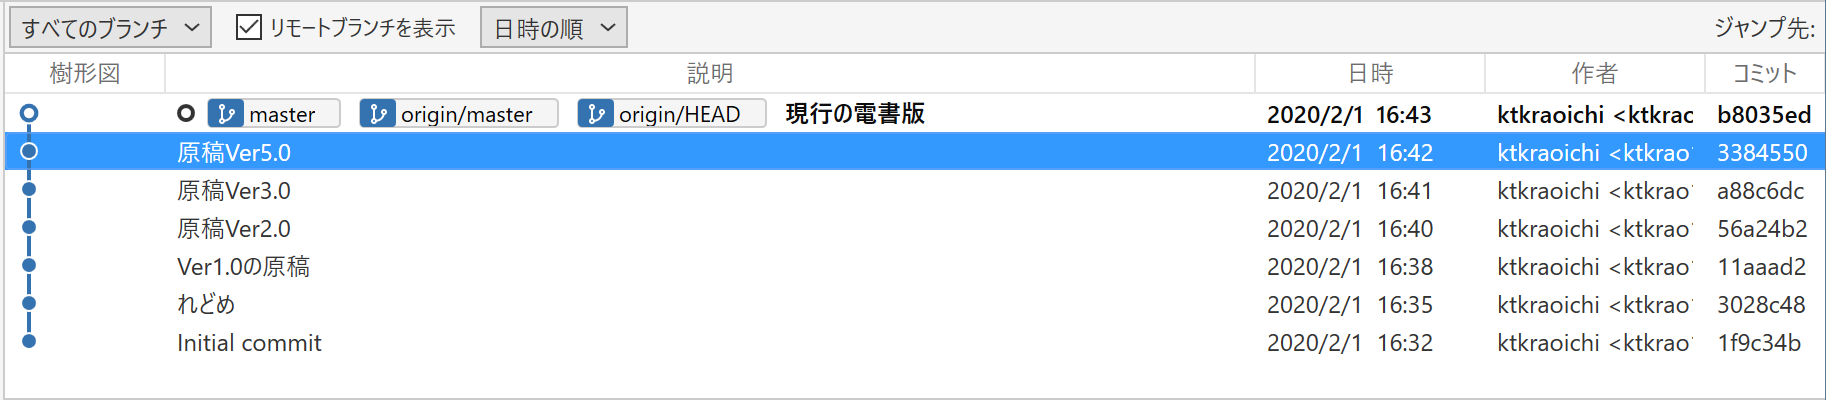 すべてのブランチ リモートブランチを表示 日時の順 ジャンプ先:
樹形図 説明 日時 作者 コミット
master origin/master origin/HEAD 現行の電書版 2020/2/1 16:43 ktkraoichi <ktkrao b8035ed
原稿Ver5.0 2020/2/1 16:42 ktkraoichi <ktkrao 3384550
原稿Ver3.0 2020/2/1 16:41 ktkraoichi <ktkrao a88c6dc
原稿Ver2.0 2020/2/1 16:40 ktkraoichi <ktkrao 56a24b2
Ver1.0の原稿 2020/2/1 16:38 ktkraoichi <ktkrao 11aaad2
れどめ 2020/2/1 16:35 ktkraoichi <ktkrao 3028c48
Initial commit 2020/2/1 16:32 ktkraoichi <ktkrao 1f9c34b